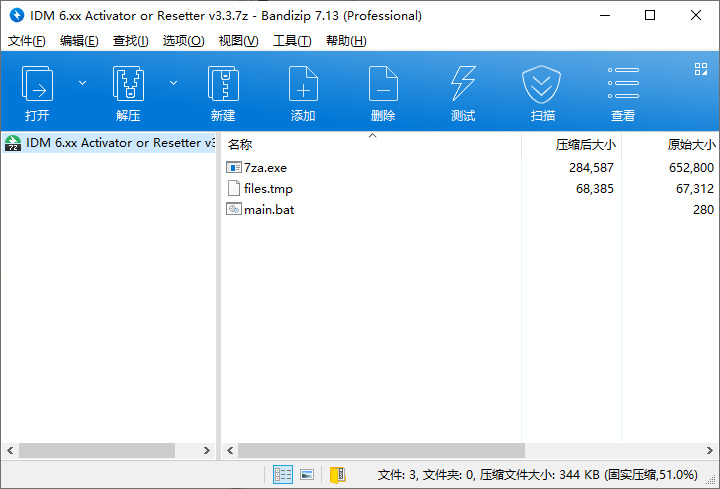 IDM 6.xx Activator or Resetter v3.3.7z - Bandizip 7.13 (Professional)
文件(F) 编辑(E) 查找(I) 选项(O) 视图(V) 工具(T) 帮助(H)
打开 解压 新建 添加 删除 测试 扫描 查看
IDM 6.xx Activator or Resetter v3
名称 压缩后大小 原始大小
7za.exe 284,587 652,800
files.tmp 68,385 67,312
main.bat 280
文件: 3, 文件夹: 0, 压缩文件大小: 344 KB (固实压缩,51.0%)